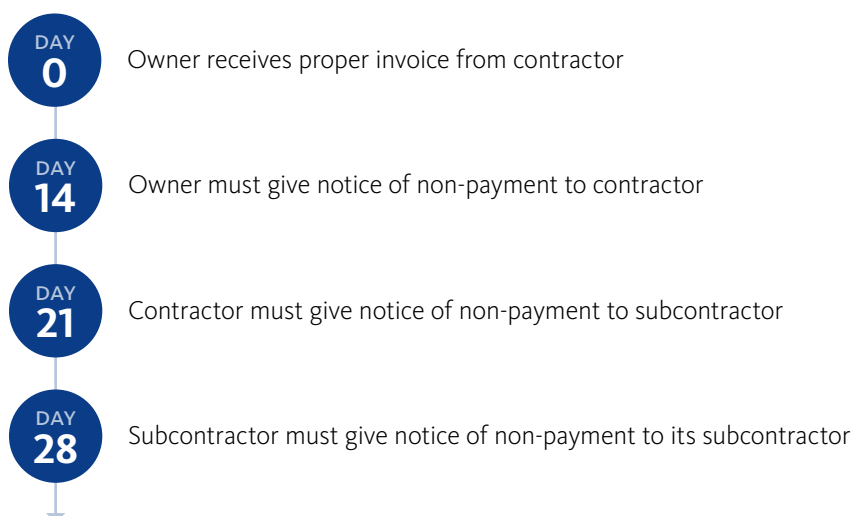 DAY
0
Owner receives proper invoice from contractor
DAY
14
Owner must give notice of non-payment to contractor
DAY
21
Contractor must give notice of non-payment to subcontractor
DAY
28
Subcontractor must give notice of non-payment to its subcontractor